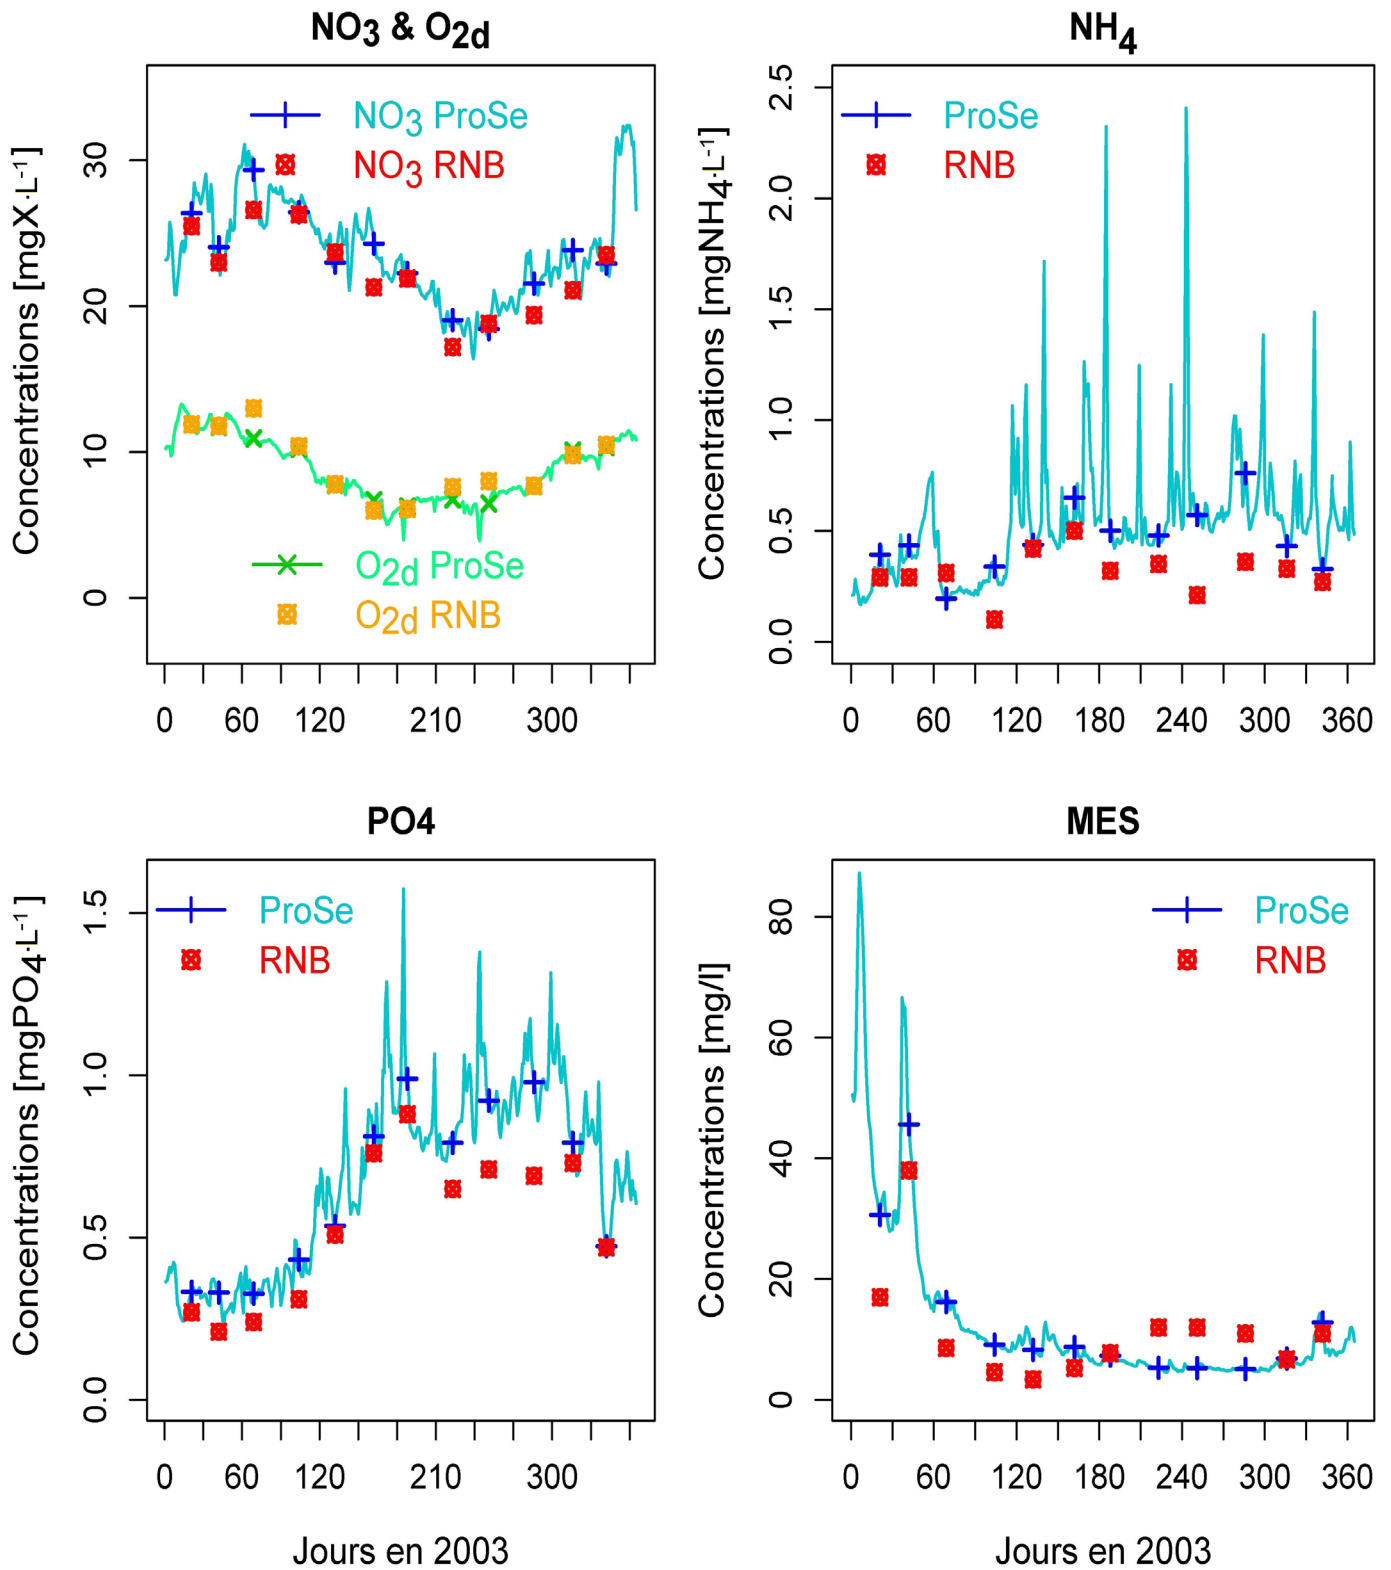 NO3 & O2d
Concentrations [mgX·L-1]
30
20
10
0
NO3 ProSe
NO3 RNB
O2d ProSe
O2d RNB
0 60 120 210 300
NH4
Concentrations [mgNH4·L-1]
2.5
2.0
1.5
1.0
0.5
0.0
ProSe
RNB
0 60 120 180 240 300 360
PO4
Concentrations [mgPO4·L-1]
1.5
1.0
0.5
0.0
ProSe
RNB
0 60 120 210 300
Jours en 2003
MES
Concentrations [mg/l]
80
60
40
20
0
ProSe
RNB
0 60 120 180 240 300 360
Jours en 2003